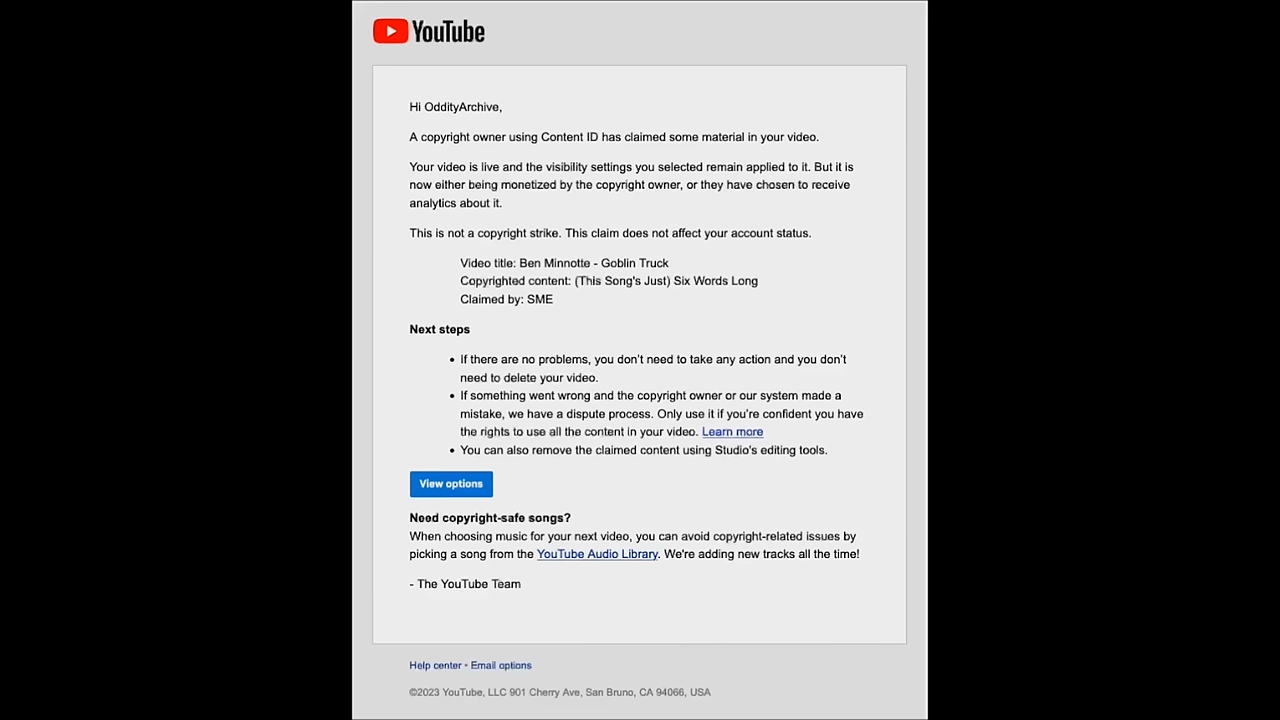 YouTube
Hi OddityArchive,
A copyright owner using Content ID has claimed some material in your video.
Your video is live and the visibility settings you selected remain applied to it. But it is
now either being monetized by the copyright owner, or they have chosen to receive
analytics about it.
This is not a copyright strike. This claim does not affect your account status.
Video title: Ben Minnotte - Goblin Truck
Copyrighted content: (This Song's Just) Six Words Long
Claimed by: SME
Next steps
• If there are no problems, you don’t need to take any action and you don’t
need to delete your video.
• If something went wrong and the copyright owner or our system made a
mistake, we have a dispute process. Only use it if you’re confident you have
the rights to use all the content in your video. Learn more
• You can also remove the claimed content using Studio's editing tools.
View options
Need copyright-safe songs?
When choosing music for your next video, you can avoid copyright-related issues by
picking a song from the YouTube Audio Library. We're adding new tracks all the time!
- The YouTube Team
Help center • Email options
©2023 YouTube, LLC 901 Cherry Ave, San Bruno, CA 94066, USA